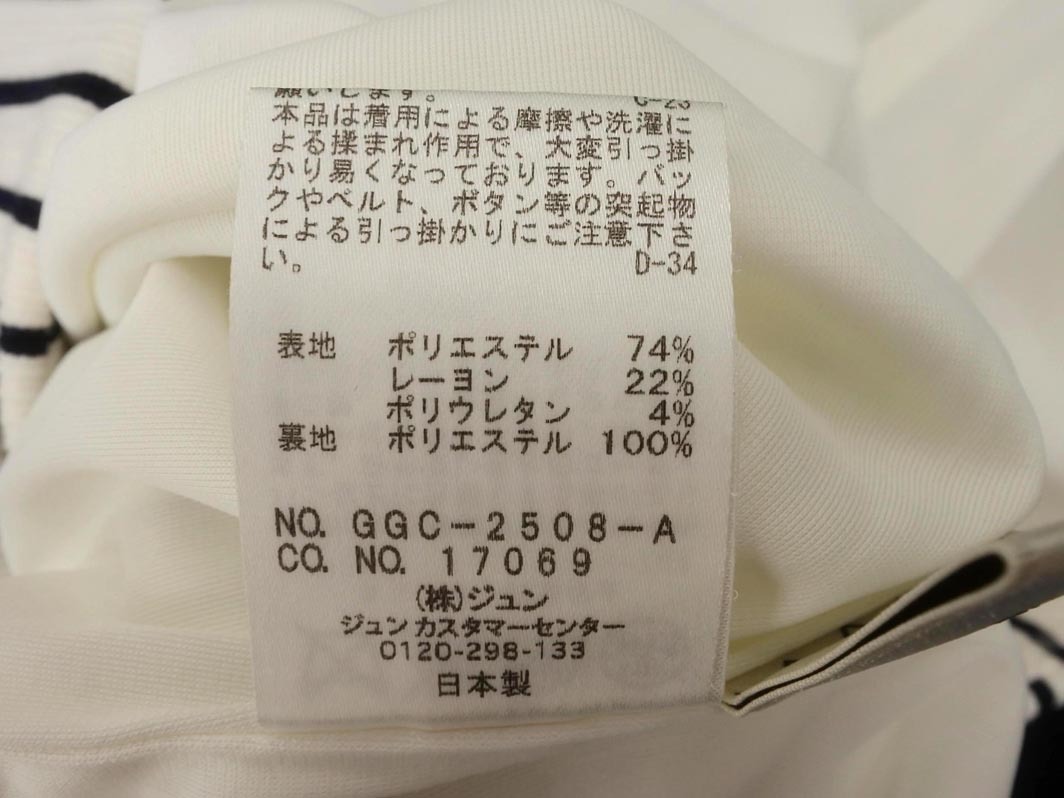 願いします。 C-23
本品は着用による摩擦や洗濯に
よる揉まれ作用で、大変引っ掛
かり易くなっております。バッ
クやベルト、ボタン等の突起物
による引っ掛かりにご注意下さ
い。 D-34
表地 ポリエステル 74%
レーヨン 22%
ポリウレタン 4%
裏地 ポリエステル 100%
NO. GGC-2508-A
CO. NO. 17069
(株)ジュン
ジュンカスタマーセンター
0120-298-133
日本製